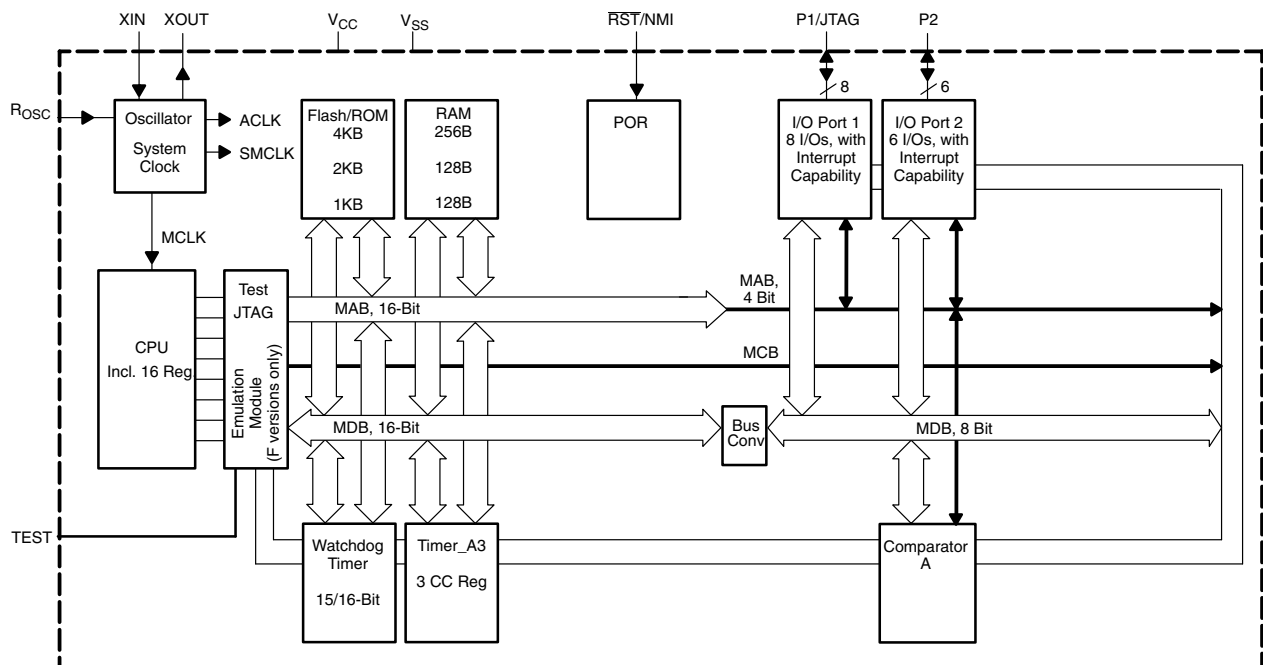 XIN
XOUT
VCC
VSS
RST/NMI
P1/JTAG
P2
8
6
ROSC
Oscillator
System
Clock
ACLK
SMCLK
Flash/ROM
4KB
2KB
1KB
RAM
256B
128B
128B
POR
I/O Port 1
8 I/Os, with
Interrupt
Capability
I/O Port 2
6 I/Os, with
Interrupt
Capability
MCLK
CPU
Incl. 16 Reg.
Test
JTAG
Emulation
Module
(F versions only)
MAB, 16-Bit
MAB,
4 Bit
MCB
MDB, 16-Bit
Bus
Conv
MDB, 8 Bit
TEST
Watchdog
Timer
15/16-Bit
Timer_A3
3 CC Reg
Comparator
A